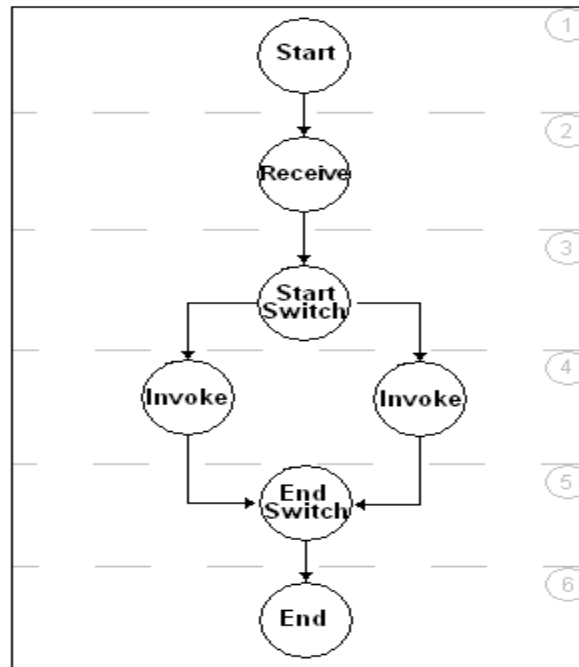 Start
1
2
Receive
3
Start
Switch
4
Invoke
Invoke
5
End
Switch
6
End